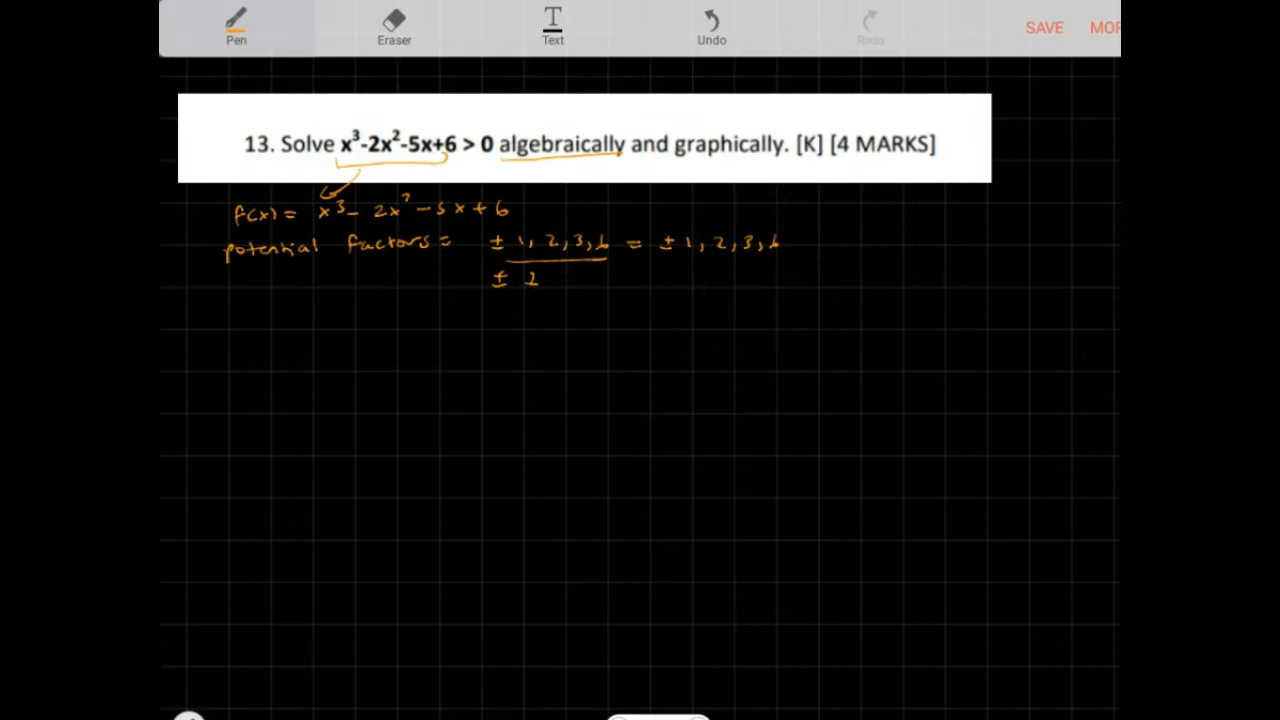 Pen Eraser Text Undo Redo SAVE MOR
13. Solve x³-2x²-5x+6 > 0 algebraically and graphically. [K] [4 MARKS]
f(x) = x³ - 2x² - 5x + 6
potential factors = ± 1, 2, 3, 6 = ± 1, 2, 3, 6
± 1